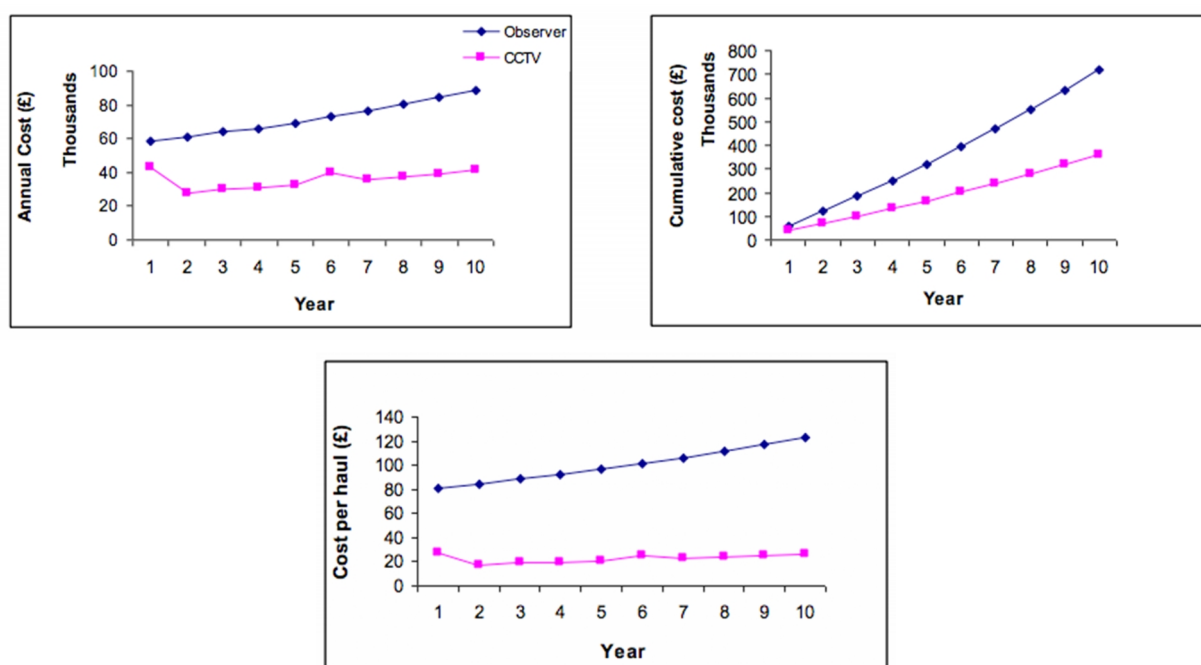 Observer
CCTV
Annual Cost (£)
Thousands
100
80
60
40
20
0
1 2 3 4 5 6 7 8 9 10
Year
Cumulative cost (£)
Thousands
800
700
600
500
400
300
200
100
0
1 2 3 4 5 6 7 8 9 10
Year
Cost per haul (£)
140
120
100
80
60
40
20
0
1 2 3 4 5 6 7 8 9 10
Year